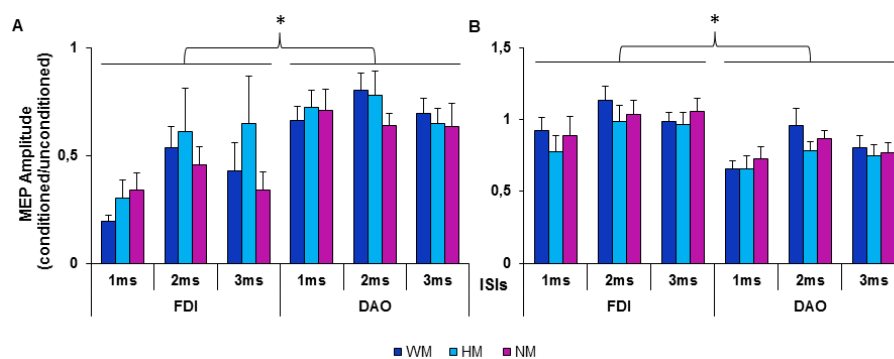 A
*
B
*
MEP Amplitude
(conditioned/unconditioned)
1
0,5
0
1,5
1
0,5
0
1ms 2ms 3ms 1ms 2ms 3ms ISIs 1ms 2ms 3ms 1ms 2ms 3ms
FDI DAO FDI DAO
WM HM NM